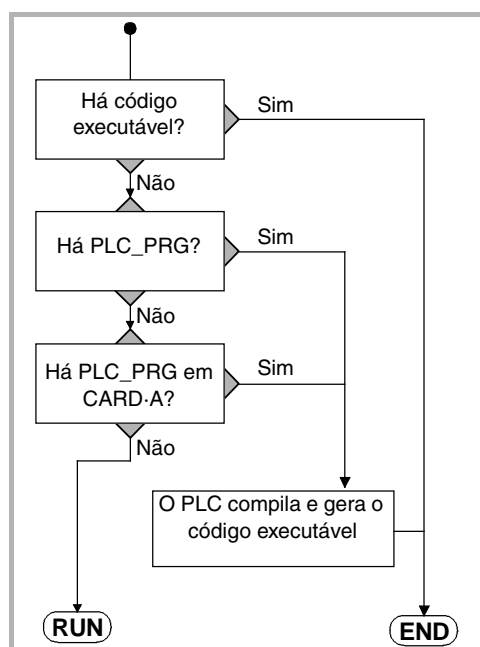 Há código
executável?
Sim
Não
Há PLC_PRG?
Sim
Não
Há PLC_PRG em
CARD·A?
Sim
Não
O PLC compila e gera o
código executável
RUN
END